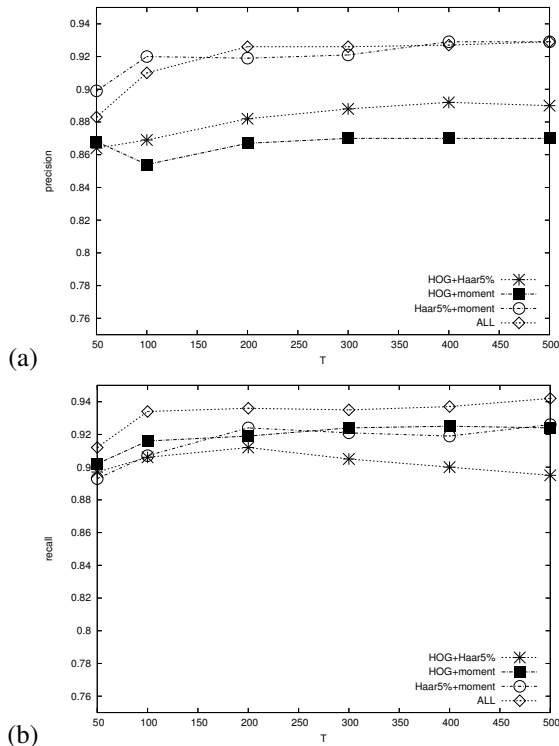 0.94
0.92
0.9
0.88
0.86
0.84
0.82
0.8
0.78
0.76
precision
50 100 150 200 250 300 350 400 450 500
T
HOG+Haar5%
HOG+moment
Haar5%+moment
ALL
(a)
0.94
0.92
0.9
0.88
0.86
0.84
0.82
0.8
0.78
0.76
recall
50 100 150 200 250 300 350 400 450 500
T
HOG+Haar5%
HOG+moment
Haar5%+moment
ALL
(b)